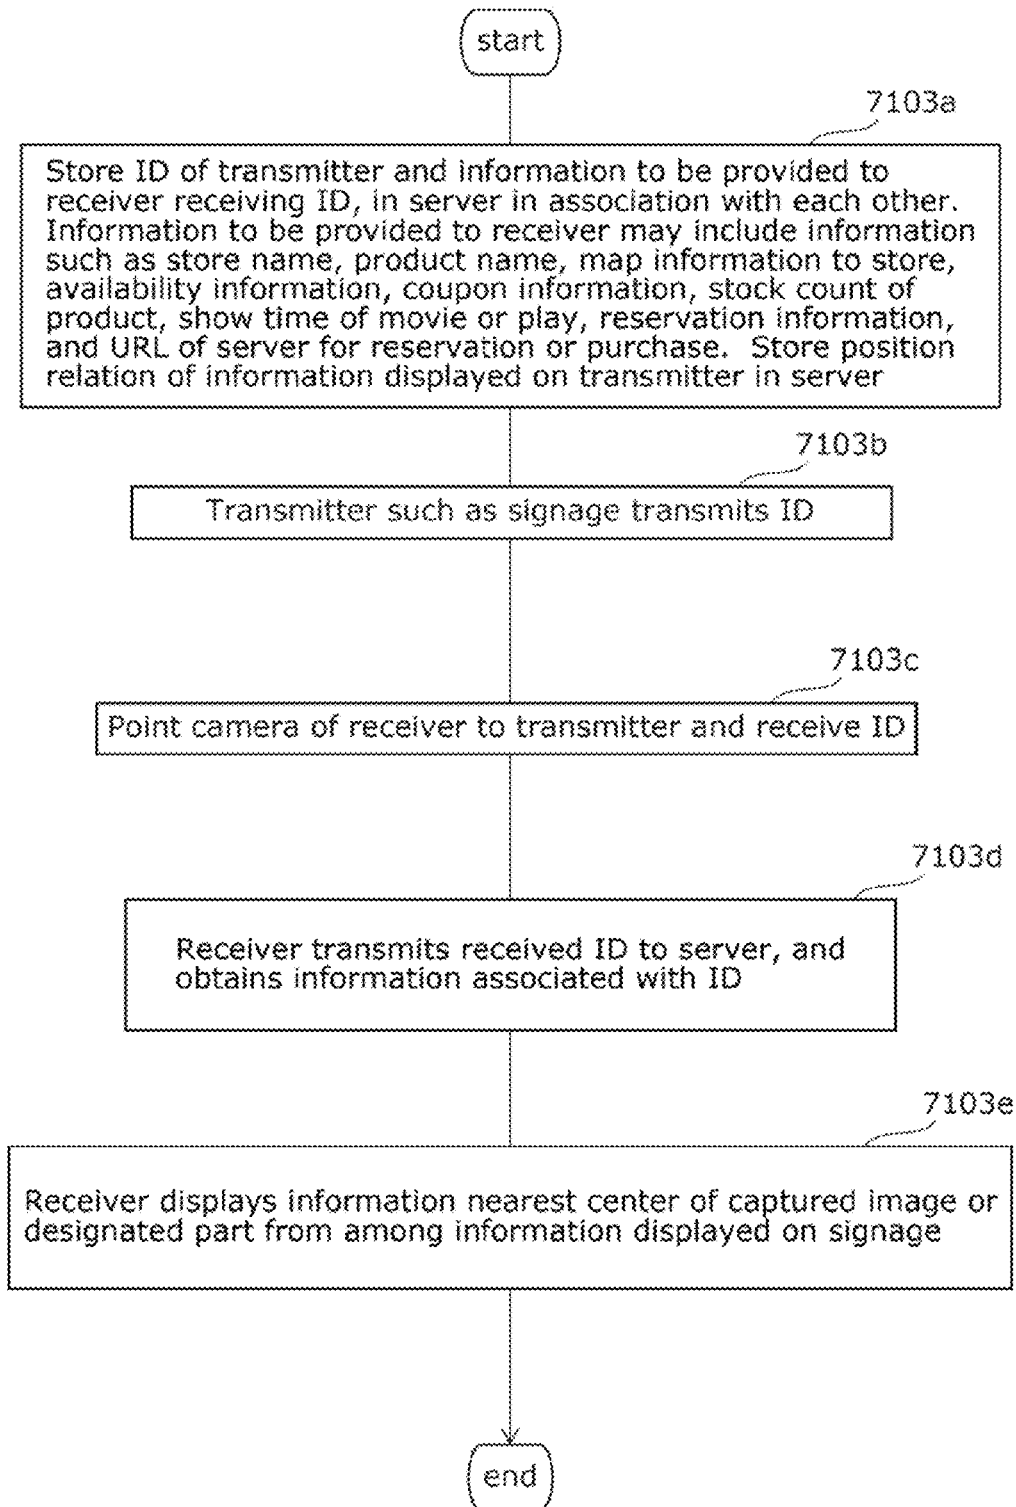 start
7103a
Store ID of transmitter and information to be provided to
receiver receiving ID, in server in association with each other.
Information to be provided to receiver may include information
such as store name, product name, map information to store,
availability information, coupon information, stock count of
product, show time of movie or play, reservation information,
and URL of server for reservation or purchase. Store position
relation of information displayed on transmitter in server
7103b
Transmitter such as signage transmits ID
7103c
Point camera of receiver to transmitter and receive ID
7103d
Receiver transmits received ID to server, and
obtains information associated with ID
7103e
Receiver displays information nearest center of captured image or
designated part from among information displayed on signage
end